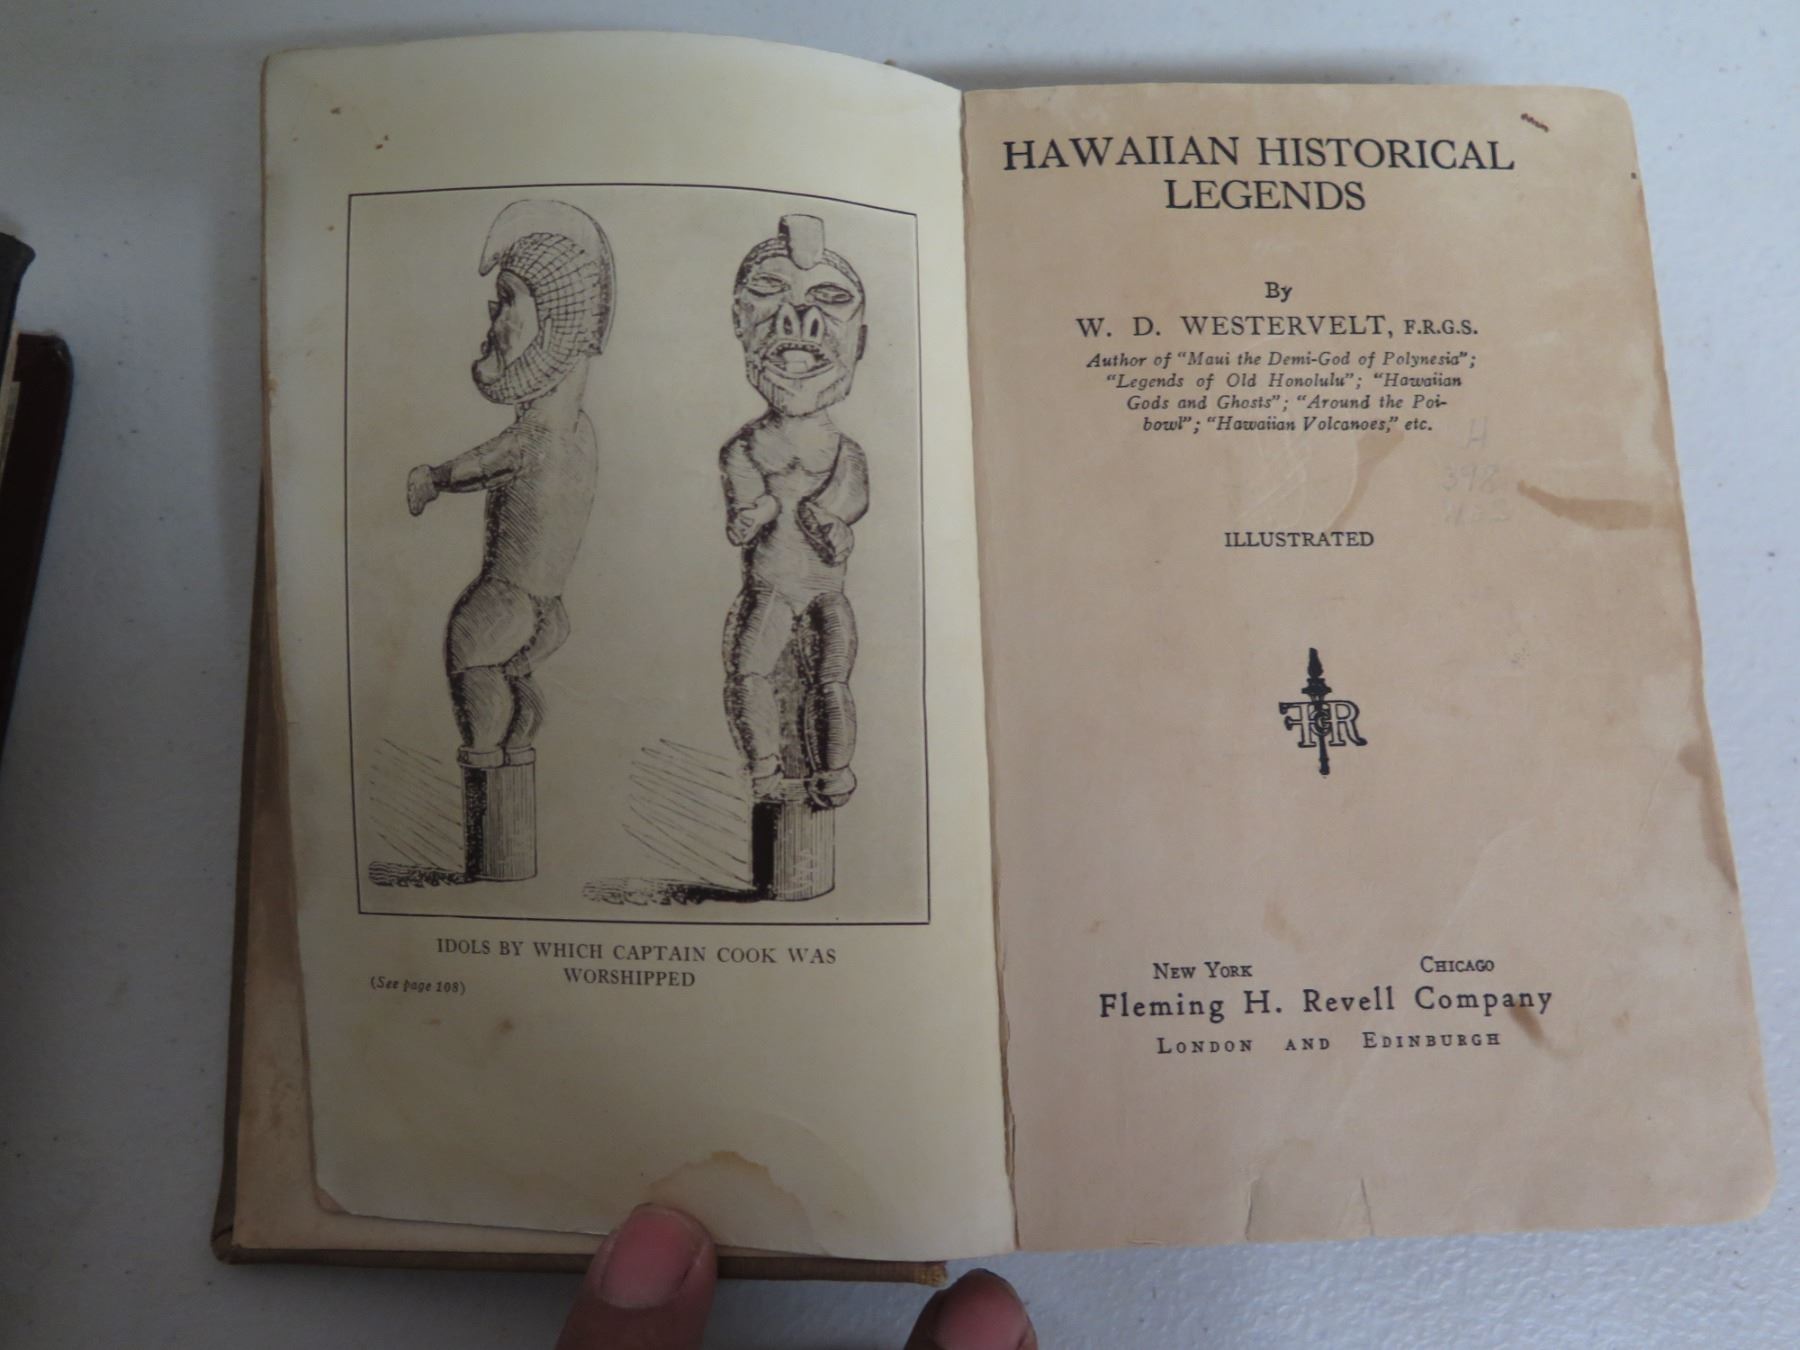 IDOLS BY WHICH CAPTAIN COOK WAS
WORSHIPPED
(See page 108)
HAWAIIAN HISTORICAL
LEGENDS
By
W. D. WESTERVELT, F.R.G.S.
Author of "Maui the Demi-God of Polynesia";
"Legends of Old Honolulu"; "Hawaiian
Gods and Ghosts"; "Around the Poi-
bowl"; "Hawaiian Volcanoes," etc.
H
398
ILLUSTRATED
FHR
NEW YORK CHICAGO
Fleming H. Revell Company
LONDON AND EDINBURGH